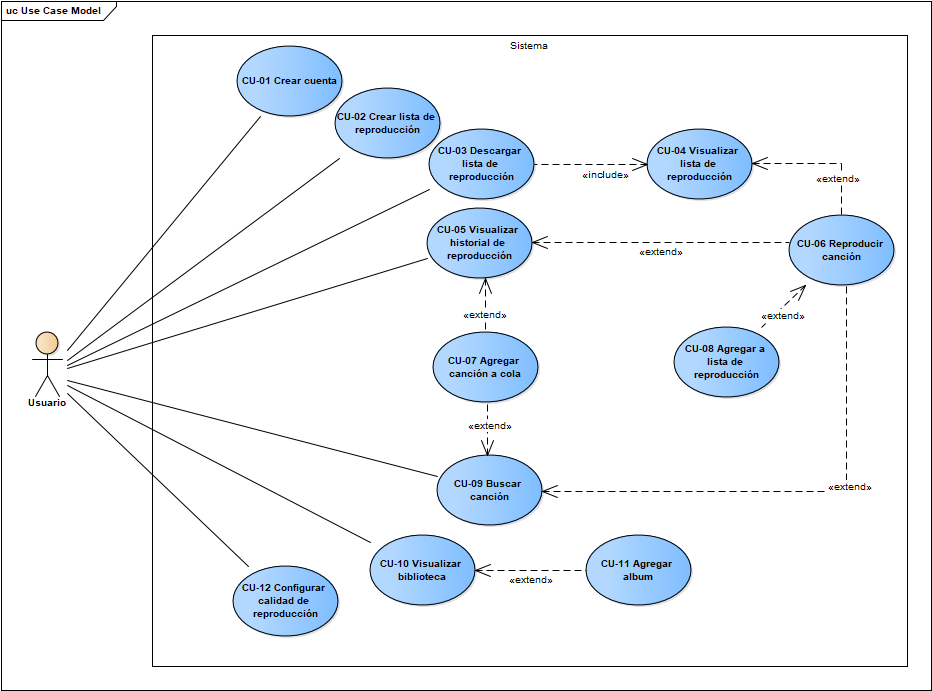 uc Use Case Model
Sistema
CU-01 Crear cuenta
CU-02 Crear lista de
reproducción
CU-03 Descargar
lista de
reproducción
«include»
CU-04 Visualizar
lista de
reproducción
«extend»
CU-05 Visualizar
historial de
reproducción
«extend»
CU-06 Reproducir
canción
«extend»
«extend»
CU-07 Agregar
canción a cola
CU-08 Agregar a
lista de
reproducción
Usuario
«extend»
CU-09 Buscar
canción
«extend»
CU-10 Visualizar
biblioteca
«extend»
CU-11 Agregar
album
CU-12 Configurar
calidad de
reproducción